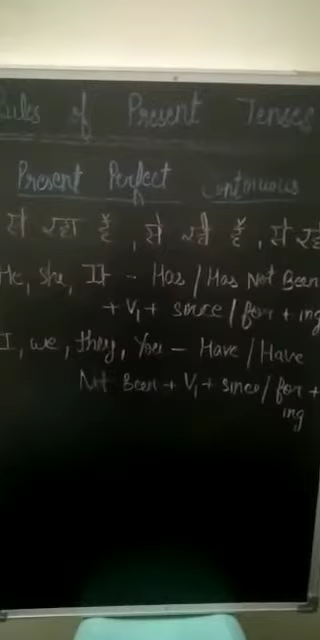 Rules of Present Tenses
Present Perfect Continuous
से रहा है, से रही है, से रहे
He, She, It - Has / Has Not Been
+ V1 + since / for + ing
I, we, they, You - Have / Have
Not Been + V1 + since / for +
ing